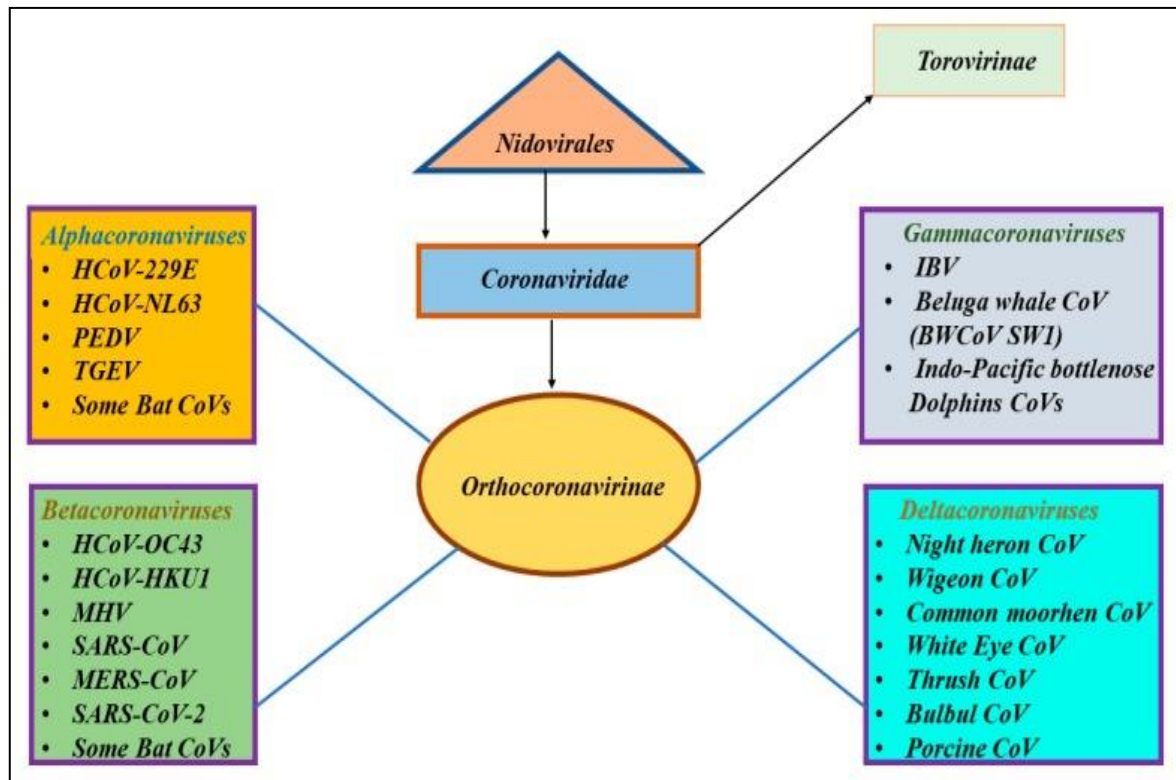 Torovirinae
Nidovirales
Coronaviridae
Orthocoronavirinae
Alphacoronaviruses
• HCoV-229E
• HCoV-NL63
• PEDV
• TGEV
• Some Bat CoVs
Betacoronaviruses
• HCoV-OC43
• HCoV-HKU1
• MHV
• SARS-CoV
• MERS-CoV
• SARS-CoV-2
• Some Bat CoVs
Gammacoronaviruses
• IBV
• Beluga whale CoV
(BWCoV SW1)
• Indo-Pacific bottlenose
Dolphins CoVs
Deltacoronaviruses
• Night heron CoV
• Wigeon CoV
• Common moorhen CoV
• White Eye CoV
• Thrush CoV
• Bulbul CoV
• Porcine CoV